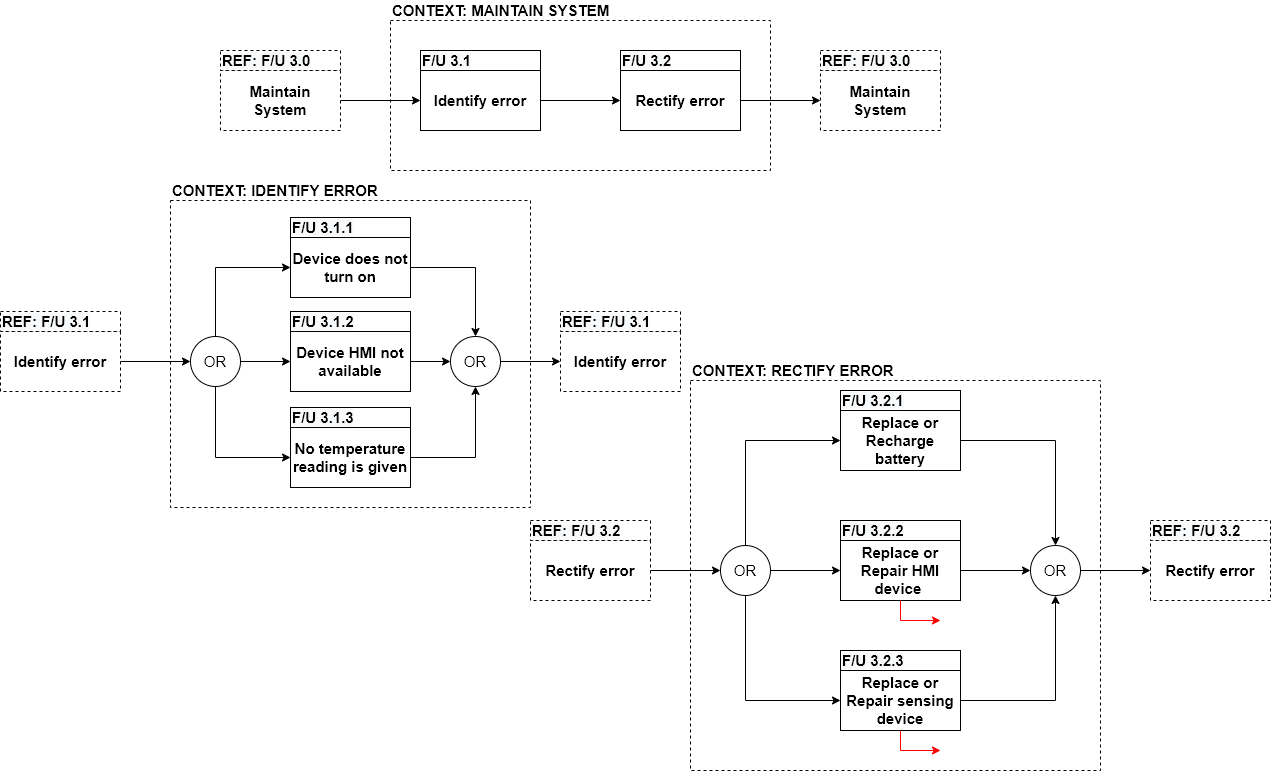 CONTEXT: MAINTAIN SYSTEM
REF: F/U 3.0
Maintain
System
F/U 3.1
Identify error
F/U 3.2
Rectify error
REF: F/U 3.0
Maintain
System
CONTEXT: IDENTIFY ERROR
REF: F/U 3.1
Identify error
OR
F/U 3.1.1
Device does not
turn on
F/U 3.1.2
Device HMI not
available
F/U 3.1.3
No temperature
reading is given
OR
REF: F/U 3.1
Identify error
CONTEXT: RECTIFY ERROR
REF: F/U 3.2
Rectify error
OR
F/U 3.2.1
Replace or
Recharge
battery
F/U 3.2.2
Replace or
Repair HMI
device
F/U 3.2.3
Replace or
Repair sensing
device
OR
REF: F/U 3.2
Rectify error